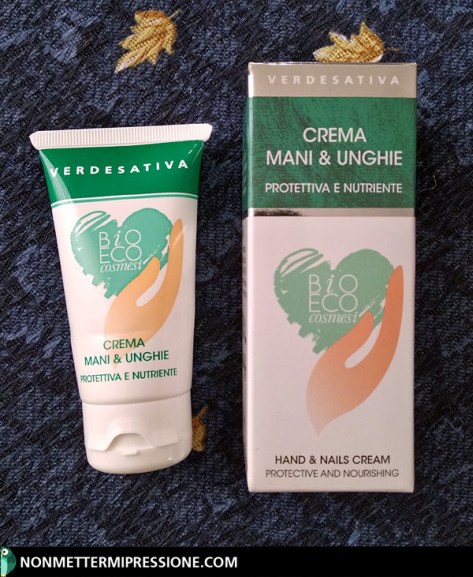 VERDESATIVA
BiO
ECO
cosmesi
CREMA
MANI & UNGHIE
PROTETTIVA E NUTRIENTE
VERDESATIVA
CREMA
MANI & UNGHIE
PROTETTIVA E NUTRIENTE
BiO
ECO
cosmesi
HAND & NAILS CREAM
PROTECTIVE AND NOURISHING
NONMETTERMIPRESSIONE.COM